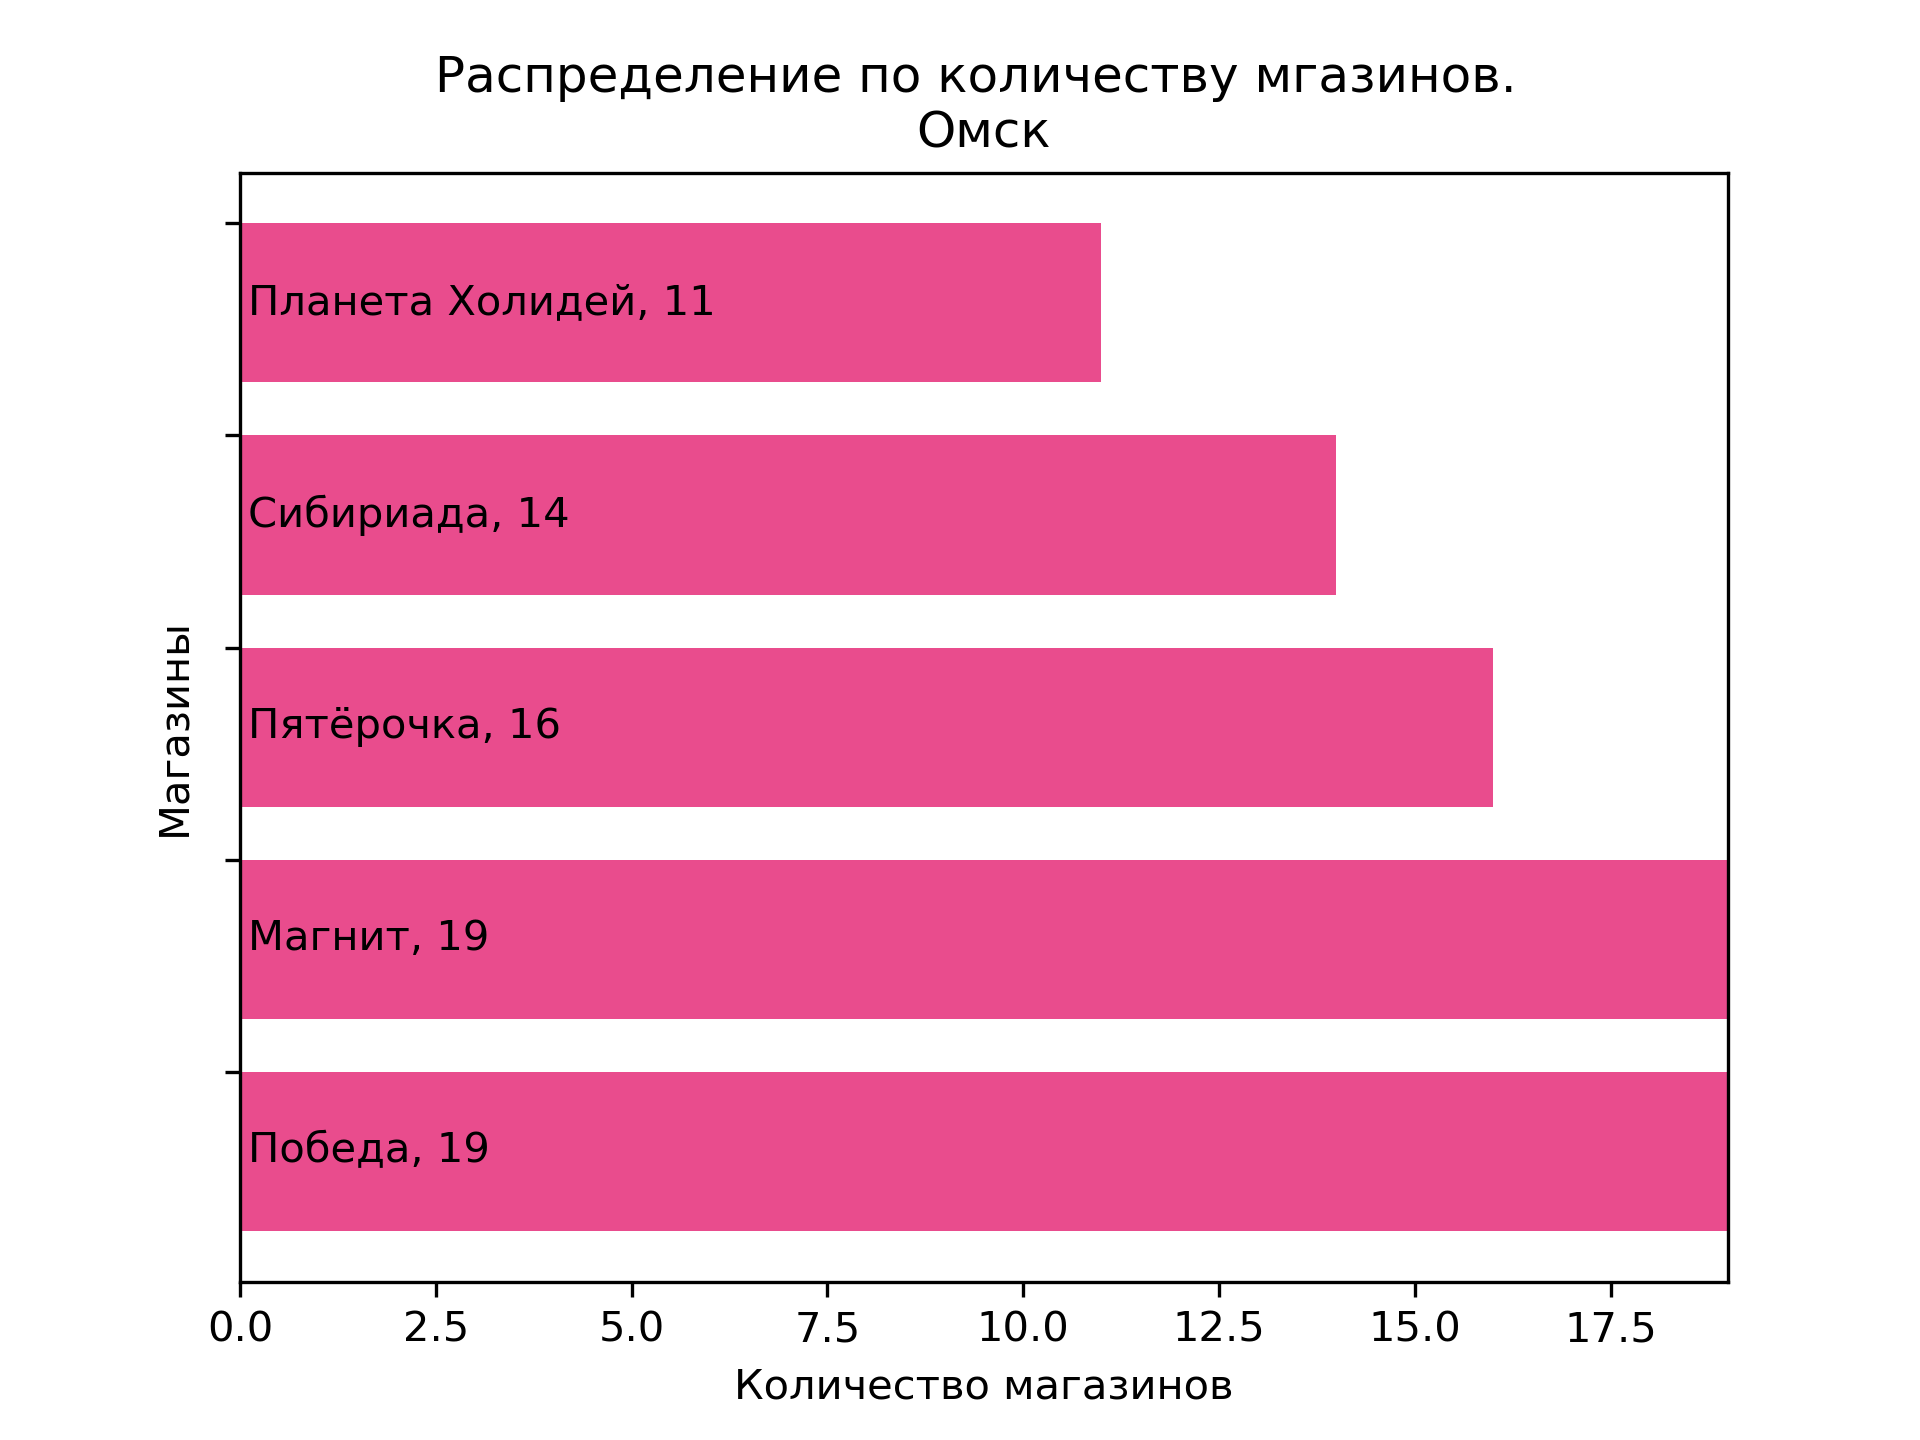 Распределение по количеству мгазинов.
Омск
Планета Холидей, 11
Сибириада, 14
Пятёрочка, 16
Магнит, 19
Победа, 19
Магазины
0.0 2.5 5.0 7.5 10.0 12.5 15.0 17.5
Количество магазинов